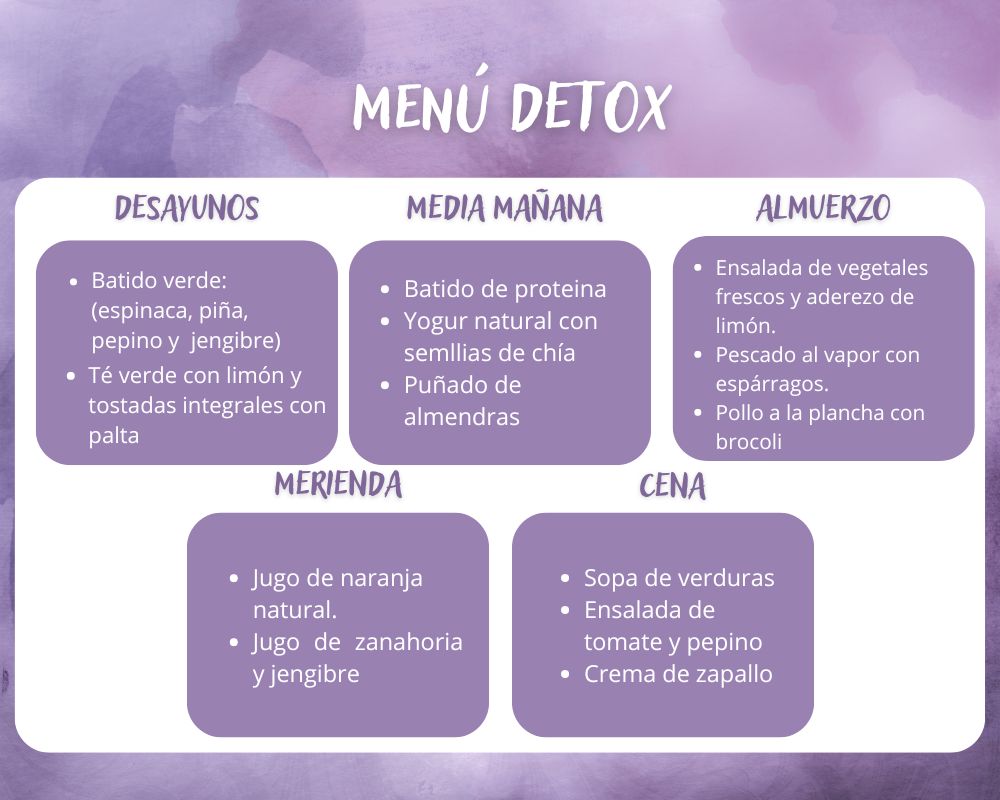 MENÚ DETOX
DESAYUNOS
• Batido verde:
(espinaca, piña,
pepino y jengibre)
• Té verde con limón y
tostadas integrales con
palta
MEDIA MAÑANA
• Batido de proteina
• Yogur natural con
semllias de chía
• Puñado de
almendras
ALMUERZO
• Ensalada de vegetales
frescos y aderezo de
limón.
• Pescado al vapor con
espárragos.
• Pollo a la plancha con
brocoli
MERIENDA
• Jugo de naranja
natural.
• Jugo de zanahoria
y jengibre
CENA
• Sopa de verduras
• Ensalada de
tomate y pepino
• Crema de zapallo